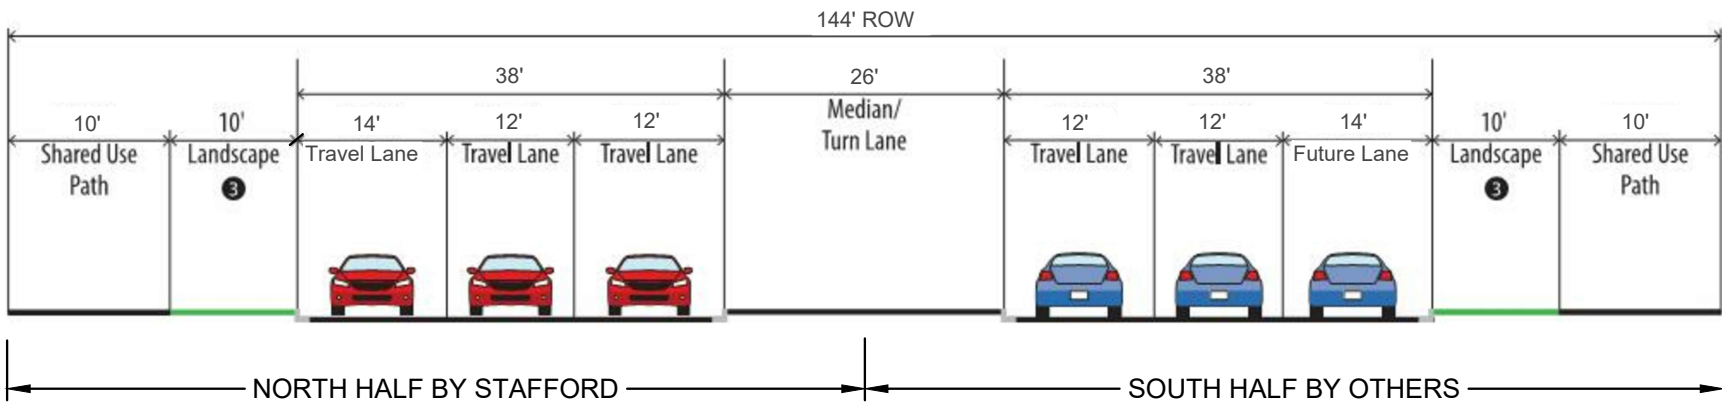 144' ROW
38'
26'
38'
Median/
Turn Lane
10'
10'
14'
12'
12'
12'
12'
14'
10'
10'
Shared Use
Path
Landscape
3
Travel Lane
Travel Lane
Travel Lane
Travel Lane
Travel Lane
Future Lane
Landscape
3
Shared Use
Path
NORTH HALF BY STAFFORD
SOUTH HALF BY OTHERS